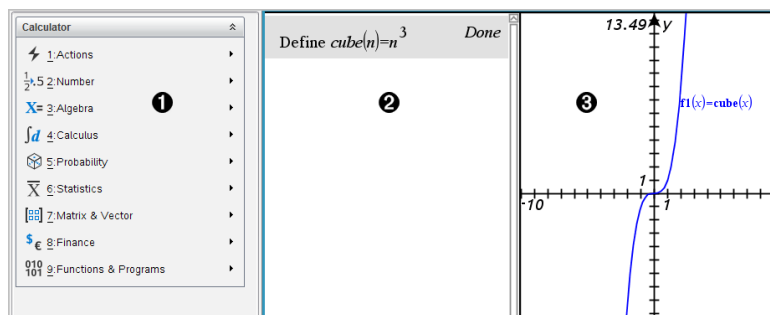 Calculator
1:Actions
1/2→.5 2:Number
X= 3:Algebra
∫d 4:Calculus
5:Probability
X̅ 6:Statistics
[88] 7:Matrix & Vector
$€ 8:Finance
010 101 9:Functions & Programs
❶
Define cube(n)=n³ Done
❷
13.49 y
❸
f1(x)=cube(x)
1
-10 1